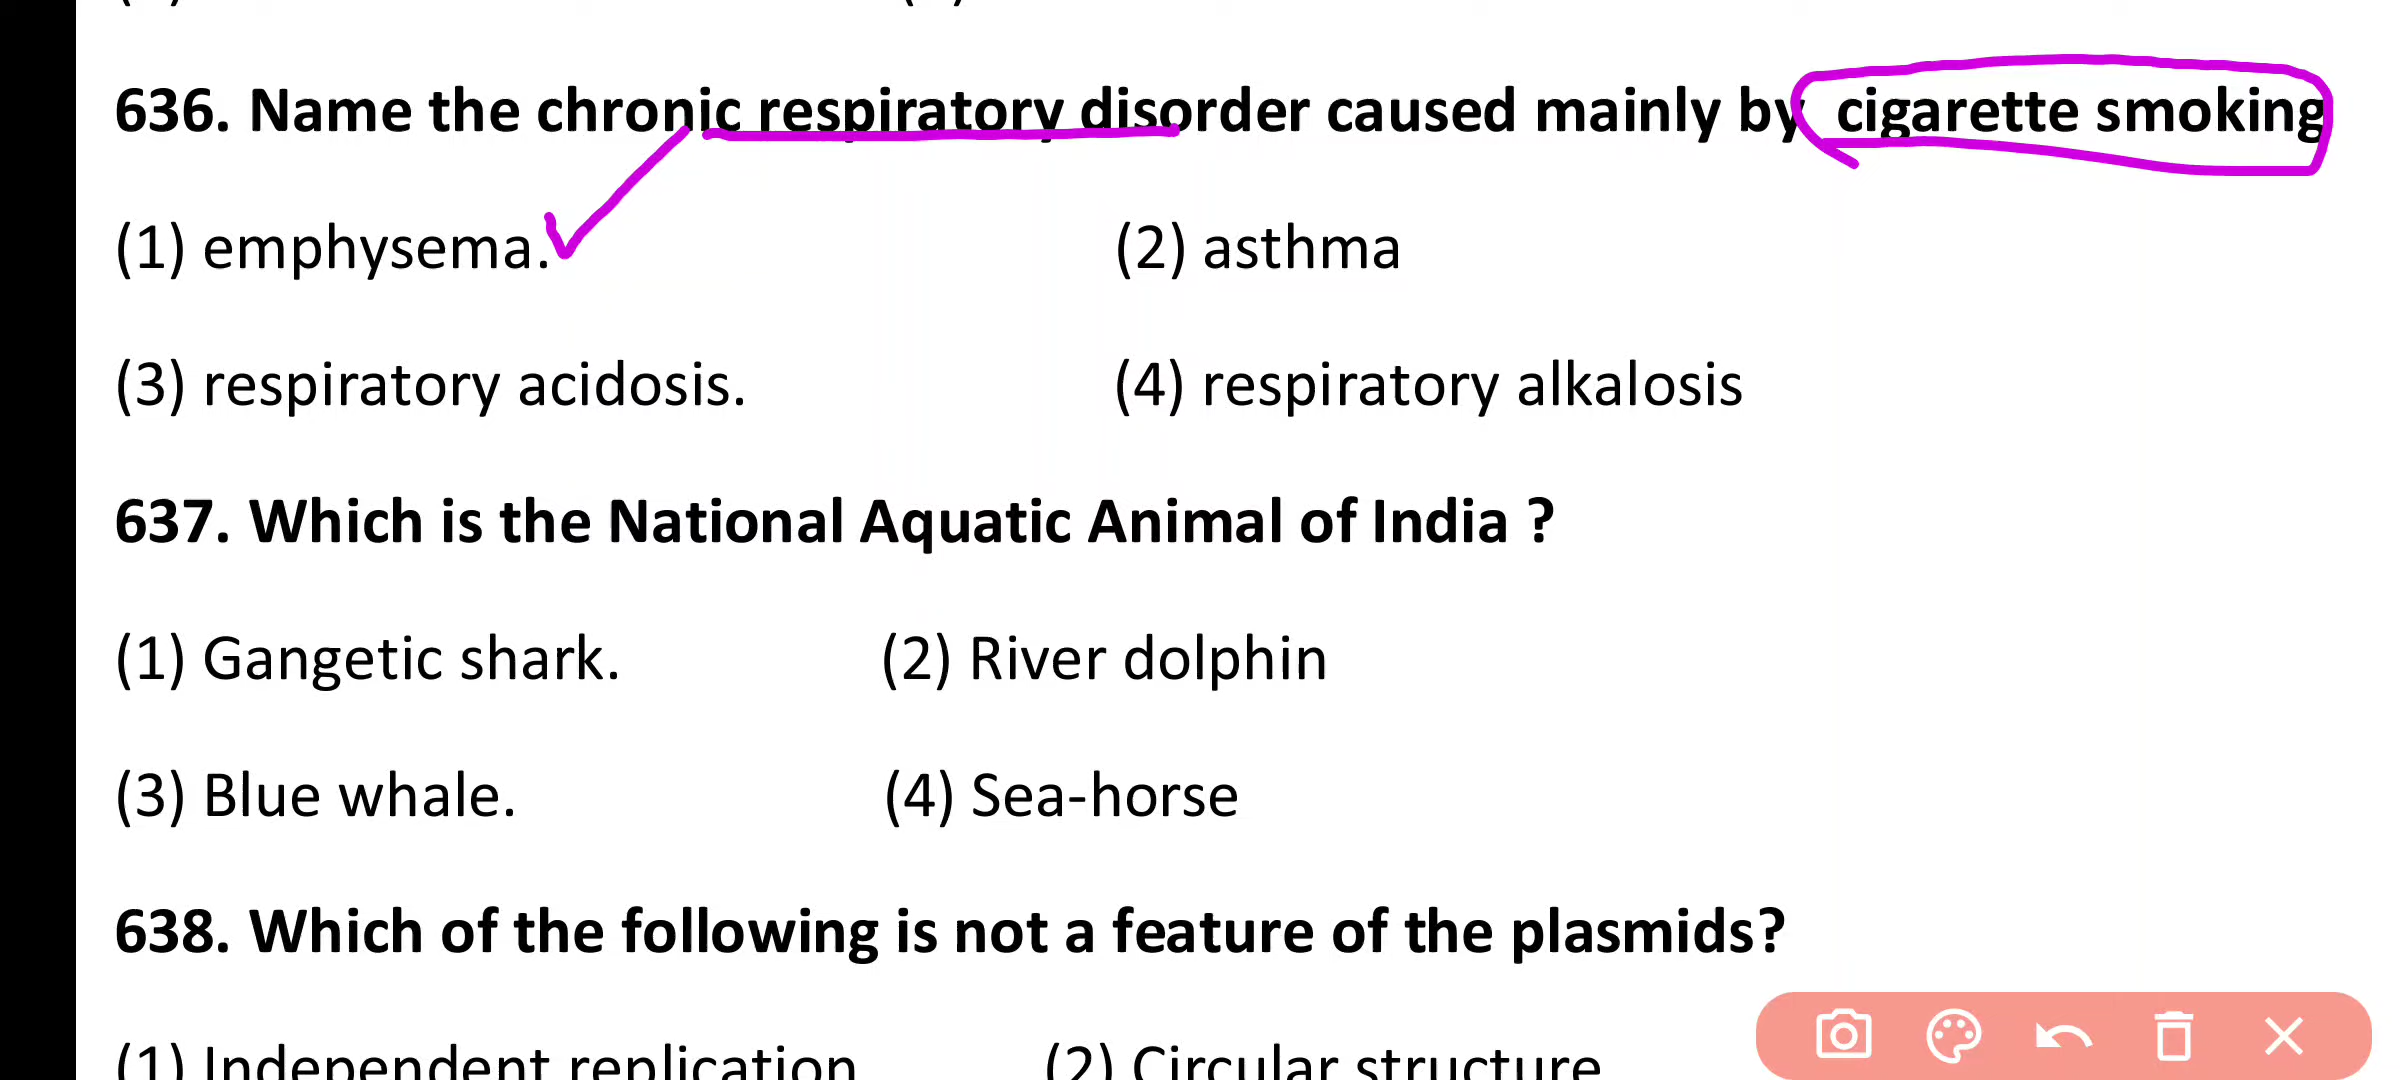 636. Name the chronic respiratory disorder caused mainly by cigarette smoking
(1) emphysema. (2) asthma
(3) respiratory acidosis. (4) respiratory alkalosis
637. Which is the National Aquatic Animal of India ?
(1) Gangetic shark. (2) River dolphin
(3) Blue whale. (4) Sea-horse
638. Which of the following is not a feature of the plasmids?
(1) Independent replication (2) Circular structure